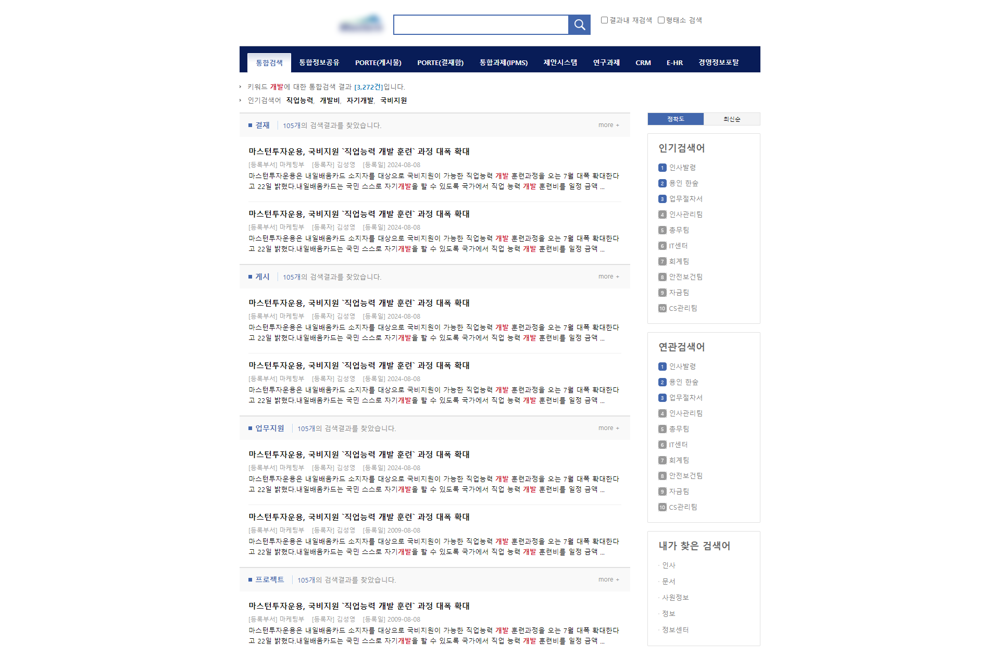 결과내 재검색 형태소 검색
통합검색 통합정보공유 PORTE(게시물) PORTE(결재함) 통합과제(IPMS) 제안시스템 연구과제 CRM E-HR 경영정보포탈
키워드 개발에 대한 통합검색 결과 [3,272건]입니다.
인기검색어 직업능력, 개발비, 자기개발, 국비지원
결재 105개의 검색결과를 찾았습니다. more +
마스턴투자운용, 국비지원 `직업능력 개발 훈련` 과정 대폭 확대
[등록부서] 마케팅부 [등록자] 김성영 [등록일] 2024-08-08
마스턴투자운용은 내일배움카드 소지자를 대상으로 국비지원이 가능한 직업능력 개발 훈련과정을 오는 7월 대폭 확대한다
고 22일 밝혔다.내일배움카드는 국민 스스로 자기개발을 할 수 있도록 국가에서 직업 능력 개발 훈련비를 일정 금액 ...
마스턴투자운용, 국비지원 `직업능력 개발 훈련` 과정 대폭 확대
[등록부서] 마케팅부 [등록자] 김성영 [등록일] 2024-08-08
마스턴투자운용은 내일배움카드 소지자를 대상으로 국비지원이 가능한 직업능력 개발 훈련과정을 오는 7월 대폭 확대한다
고 22일 밝혔다.내일배움카드는 국민 스스로 자기개발을 할 수 있도록 국가에서 직업 능력 개발 훈련비를 일정 금액 ...
게시 105개의 검색결과를 찾았습니다. more +
마스턴투자운용, 국비지원 `직업능력 개발 훈련` 과정 대폭 확대
[등록부서] 마케팅부 [등록자] 김성영 [등록일] 2024-08-08
마스턴투자운용은 내일배움카드 소지자를 대상으로 국비지원이 가능한 직업능력 개발 훈련과정을 오는 7월 대폭 확대한다
고 22일 밝혔다.내일배움카드는 국민 스스로 자기개발을 할 수 있도록 국가에서 직업 능력 개발 훈련비를 일정 금액 ...
마스턴투자운용, 국비지원 `직업능력 개발 훈련` 과정 대폭 확대
[등록부서] 마케팅부 [등록자] 김성영 [등록일] 2024-08-08
마스턴투자운용은 내일배움카드 소지자를 대상으로 국비지원이 가능한 직업능력 개발 훈련과정을 오는 7월 대폭 확대한다
고 22일 밝혔다.내일배움카드는 국민 스스로 자기개발을 할 수 있도록 국가에서 직업 능력 개발 훈련비를 일정 금액 ...
업무지원 105개의 검색결과를 찾았습니다. more +
마스턴투자운용, 국비지원 `직업능력 개발 훈련` 과정 대폭 확대
[등록부서] 마케팅부 [등록자] 김성영 [등록일] 2024-08-08
마스턴투자운용은 내일배움카드 소지자를 대상으로 국비지원이 가능한 직업능력 개발 훈련과정을 오는 7월 대폭 확대한다
고 22일 밝혔다.내일배움카드는 국민 스스로 자기개발을 할 수 있도록 국가에서 직업 능력 개발 훈련비를 일정 금액 ...
마스턴투자운용, 국비지원 `직업능력 개발 훈련` 과정 대폭 확대
[등록부서] 마케팅부 [등록자] 김성영 [등록일] 2009-08-08
마스턴투자운용은 내일배움카드 소지자를 대상으로 국비지원이 가능한 직업능력 개발 훈련과정을 오는 7월 대폭 확대한다
고 22일 밝혔다.내일배움카드는 국민 스스로 자기개발을 할 수 있도록 국가에서 직업 능력 개발 훈련비를 일정 금액 ...
프로젝트 105개의 검색결과를 찾았습니다. more +
마스턴투자운용, 국비지원 `직업능력 개발 훈련` 과정 대폭 확대
[등록부서] 마케팅부 [등록자] 김성영 [등록일] 2009-08-08
마스턴투자운용은 내일배움카드 소지자를 대상으로 국비지원이 가능한 직업능력 개발 훈련과정을 오는 7월 대폭 확대한다
고 22일 밝혔다.내일배움카드는 국민 스스로 자기개발을 할 수 있도록 국가에서 직업 능력 개발 훈련비를 일정 금액 ...
정확도 최신순
인기검색어
1 인사발령
2 용인 한숲
3 업무절차서
4 인사관리팀
5 총무팀
6 IT센터
7 회계팀
8 안전보건팀
9 자금팀
10 CS관리팀
연관검색어
1 인사발령
2 용인 한숲
3 업무절차서
4 인사관리팀
5 총무팀
6 IT센터
7 회계팀
8 안전보건팀
9 자금팀
10 CS관리팀
내가 찾은 검색어
· 인사
· 문서
· 사원정보
· 정보
· 정보센터